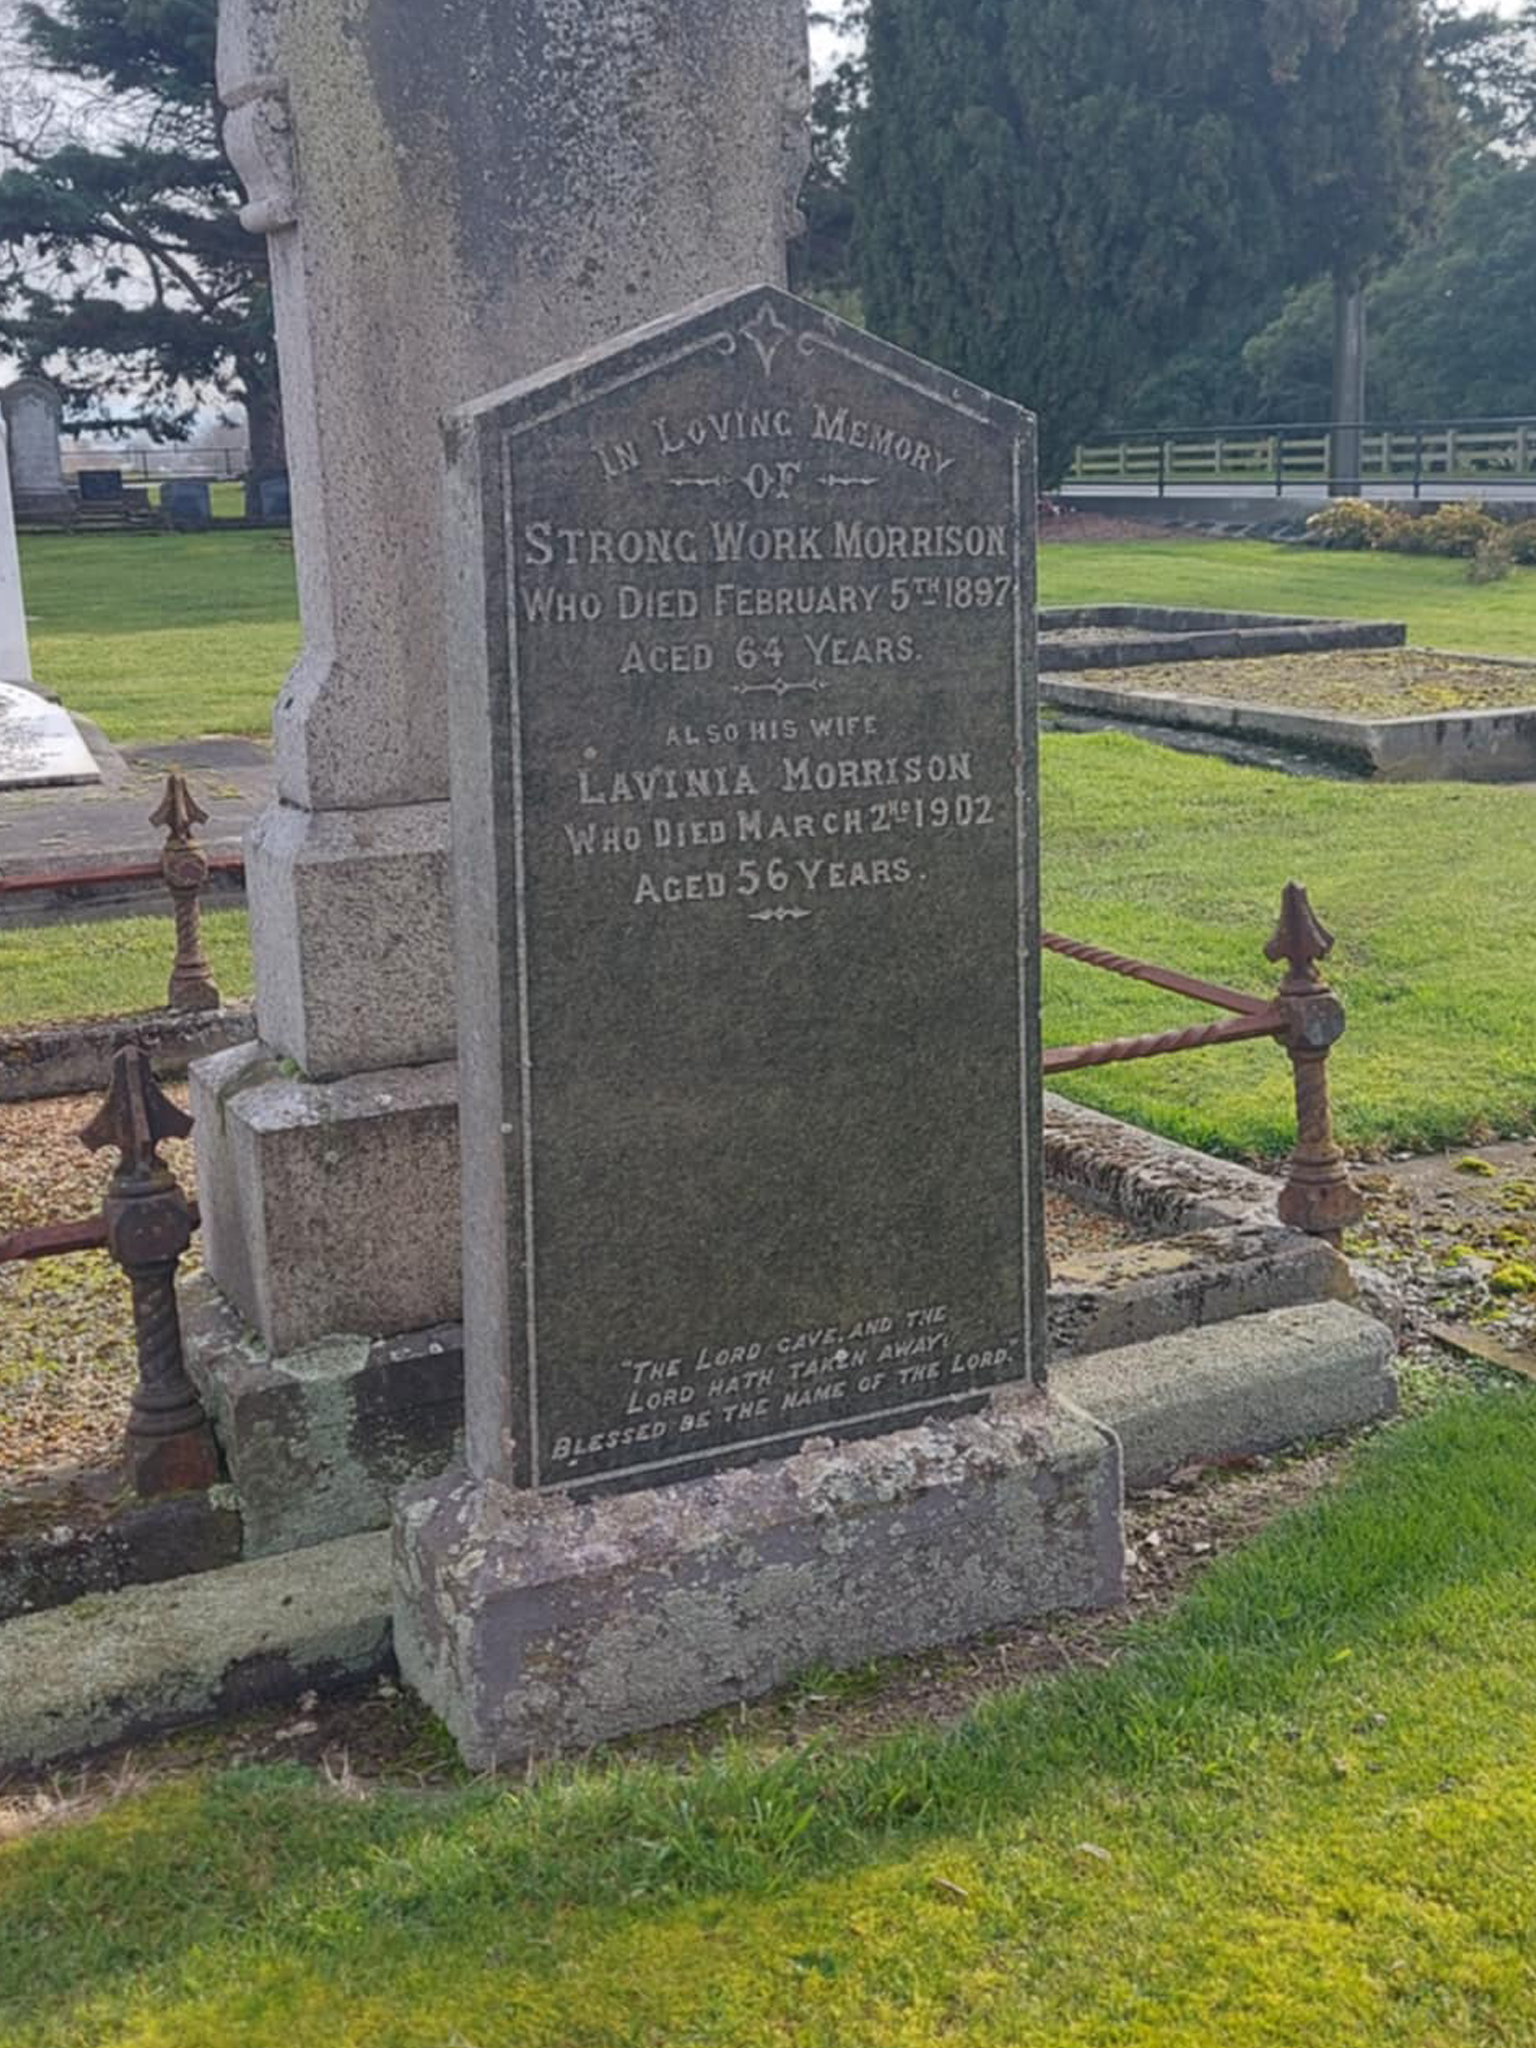 In Loving Memory
OF
Strong Work Morrison
Who Died February 5th 1897
Aged 64 Years.
ALSO HIS WIFE
Lavinia Morrison
Who Died March 2nd 1902
Aged 56 Years.
"The Lord gave, and the
Lord hath taken away:
Blessed be the name of the Lord."